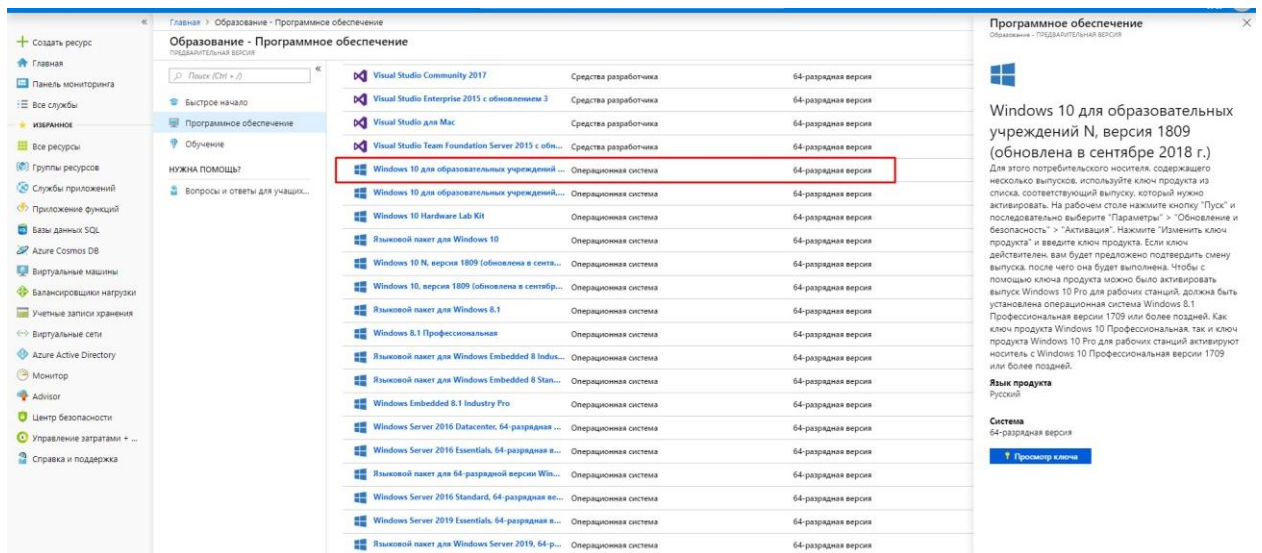 Главная > Образование - Программное обеспечение
Образование - Программное обеспечение
ПРЕДВАРИТЕЛЬНАЯ ВЕРСИЯ
Создать ресурс
Главная
Панель мониторинга
Все службы
ИЗБРАННОЕ
Все ресурсы
Группы ресурсов
Службы приложений
Приложение функций
Базы данных SQL
Azure Cosmos DB
Виртуальные машины
Балансировщики нагрузки
Учетные записи хранения
Виртуальные сети
Azure Active Directory
Монитор
Advisor
Центр безопасности
Управление затратами + ...
Справка и поддержка
Поиск (Ctrl + /)
Быстрое начало
Программное обеспечение
Обучение
НУЖНА ПОМОЩЬ?
Вопросы и ответы для учащих...
Visual Studio Community 2017 Средства разработчика 64-разрядная версия
Visual Studio Enterprise 2015 с обновлением 3 Средства разработчика 64-разрядная версия
Visual Studio для Mac Средства разработчика 64-разрядная версия
Visual Studio Team Foundation Server 2015 с обн... Средства разработчика 64-разрядная версия
Windows 10 для образовательных учреждений ... Операционная система 64-разрядная версия
Windows 10 для образовательных учреждений,... Операционная система 64-разрядная версия
Windows 10 Hardware Lab Kit Операционная система 64-разрядная версия
Языковой пакет для Windows 10 Операционная система 64-разрядная версия
Windows 10 N, версия 1809 (обновлена в сентя... Операционная система 64-разрядная версия
Windows 10, версия 1809 (обновлена в сентябр... Операционная система 64-разрядная версия
Языковой пакет для Windows 8.1 Операционная система 64-разрядная версия
Windows 8.1 Профессиональная Операционная система 64-разрядная версия
Языковой пакет для Windows Embedded 8 Indus... Операционная система 64-разрядная версия
Языковой пакет для Windows Embedded 8 Stan... Операционная система 64-разрядная версия
Windows Embedded 8.1 Industry Pro Операционная система 64-разрядная версия
Windows Server 2016 Datacenter, 64-разрядная ... Операционная система 64-разрядная версия
Windows Server 2016 Essentials, 64-разрядная в... Операционная система 64-разрядная версия
Языковой пакет для 64-разрядной версии Win... Операционная система 64-разрядная версия
Windows Server 2016 Standard, 64-разрядная ве... Операционная система 64-разрядная версия
Windows Server 2019 Essentials, 64-разрядная в... Операционная система 64-разрядная версия
Языковой пакет для Windows Server 2019, 64-р... Операционная система 64-разрядная версия
Программное обеспечение
Образование - ПРЕДВАРИТЕЛЬНАЯ ВЕРСИЯ
Windows 10 для образовательных
учреждений N, версия 1809
(обновлена в сентябре 2018 г.)
Для этого потребительского носителя, содержащего
несколько выпусков, используйте ключ продукта из
списка, соответствующий выпуску, который нужно
активировать. На рабочем столе нажмите кнопку "Пуск" и
последовательно выберите "Параметры" > "Обновление и
безопасность" > "Активация". Нажмите "Изменить ключ
продукта" и введите ключ продукта. Если ключ
действителен, вам будет предложено подтвердить смену
выпуска, после чего она будет выполнена. Чтобы с
помощью ключа продукта можно было активировать
выпуск Windows 10 Pro для рабочих станций, должна быть
установлена операционная система Windows 8.1
Профессиональная версии 1709 или более поздней. Как
ключ продукта Windows 10 Профессиональная, так и ключ
продукта Windows 10 Pro для рабочих станций активируют
носитель с Windows 10 Профессиональная версии 1709
или более поздней.
Язык продукта
Русский
Система
64-разрядная версия
Просмотр ключа